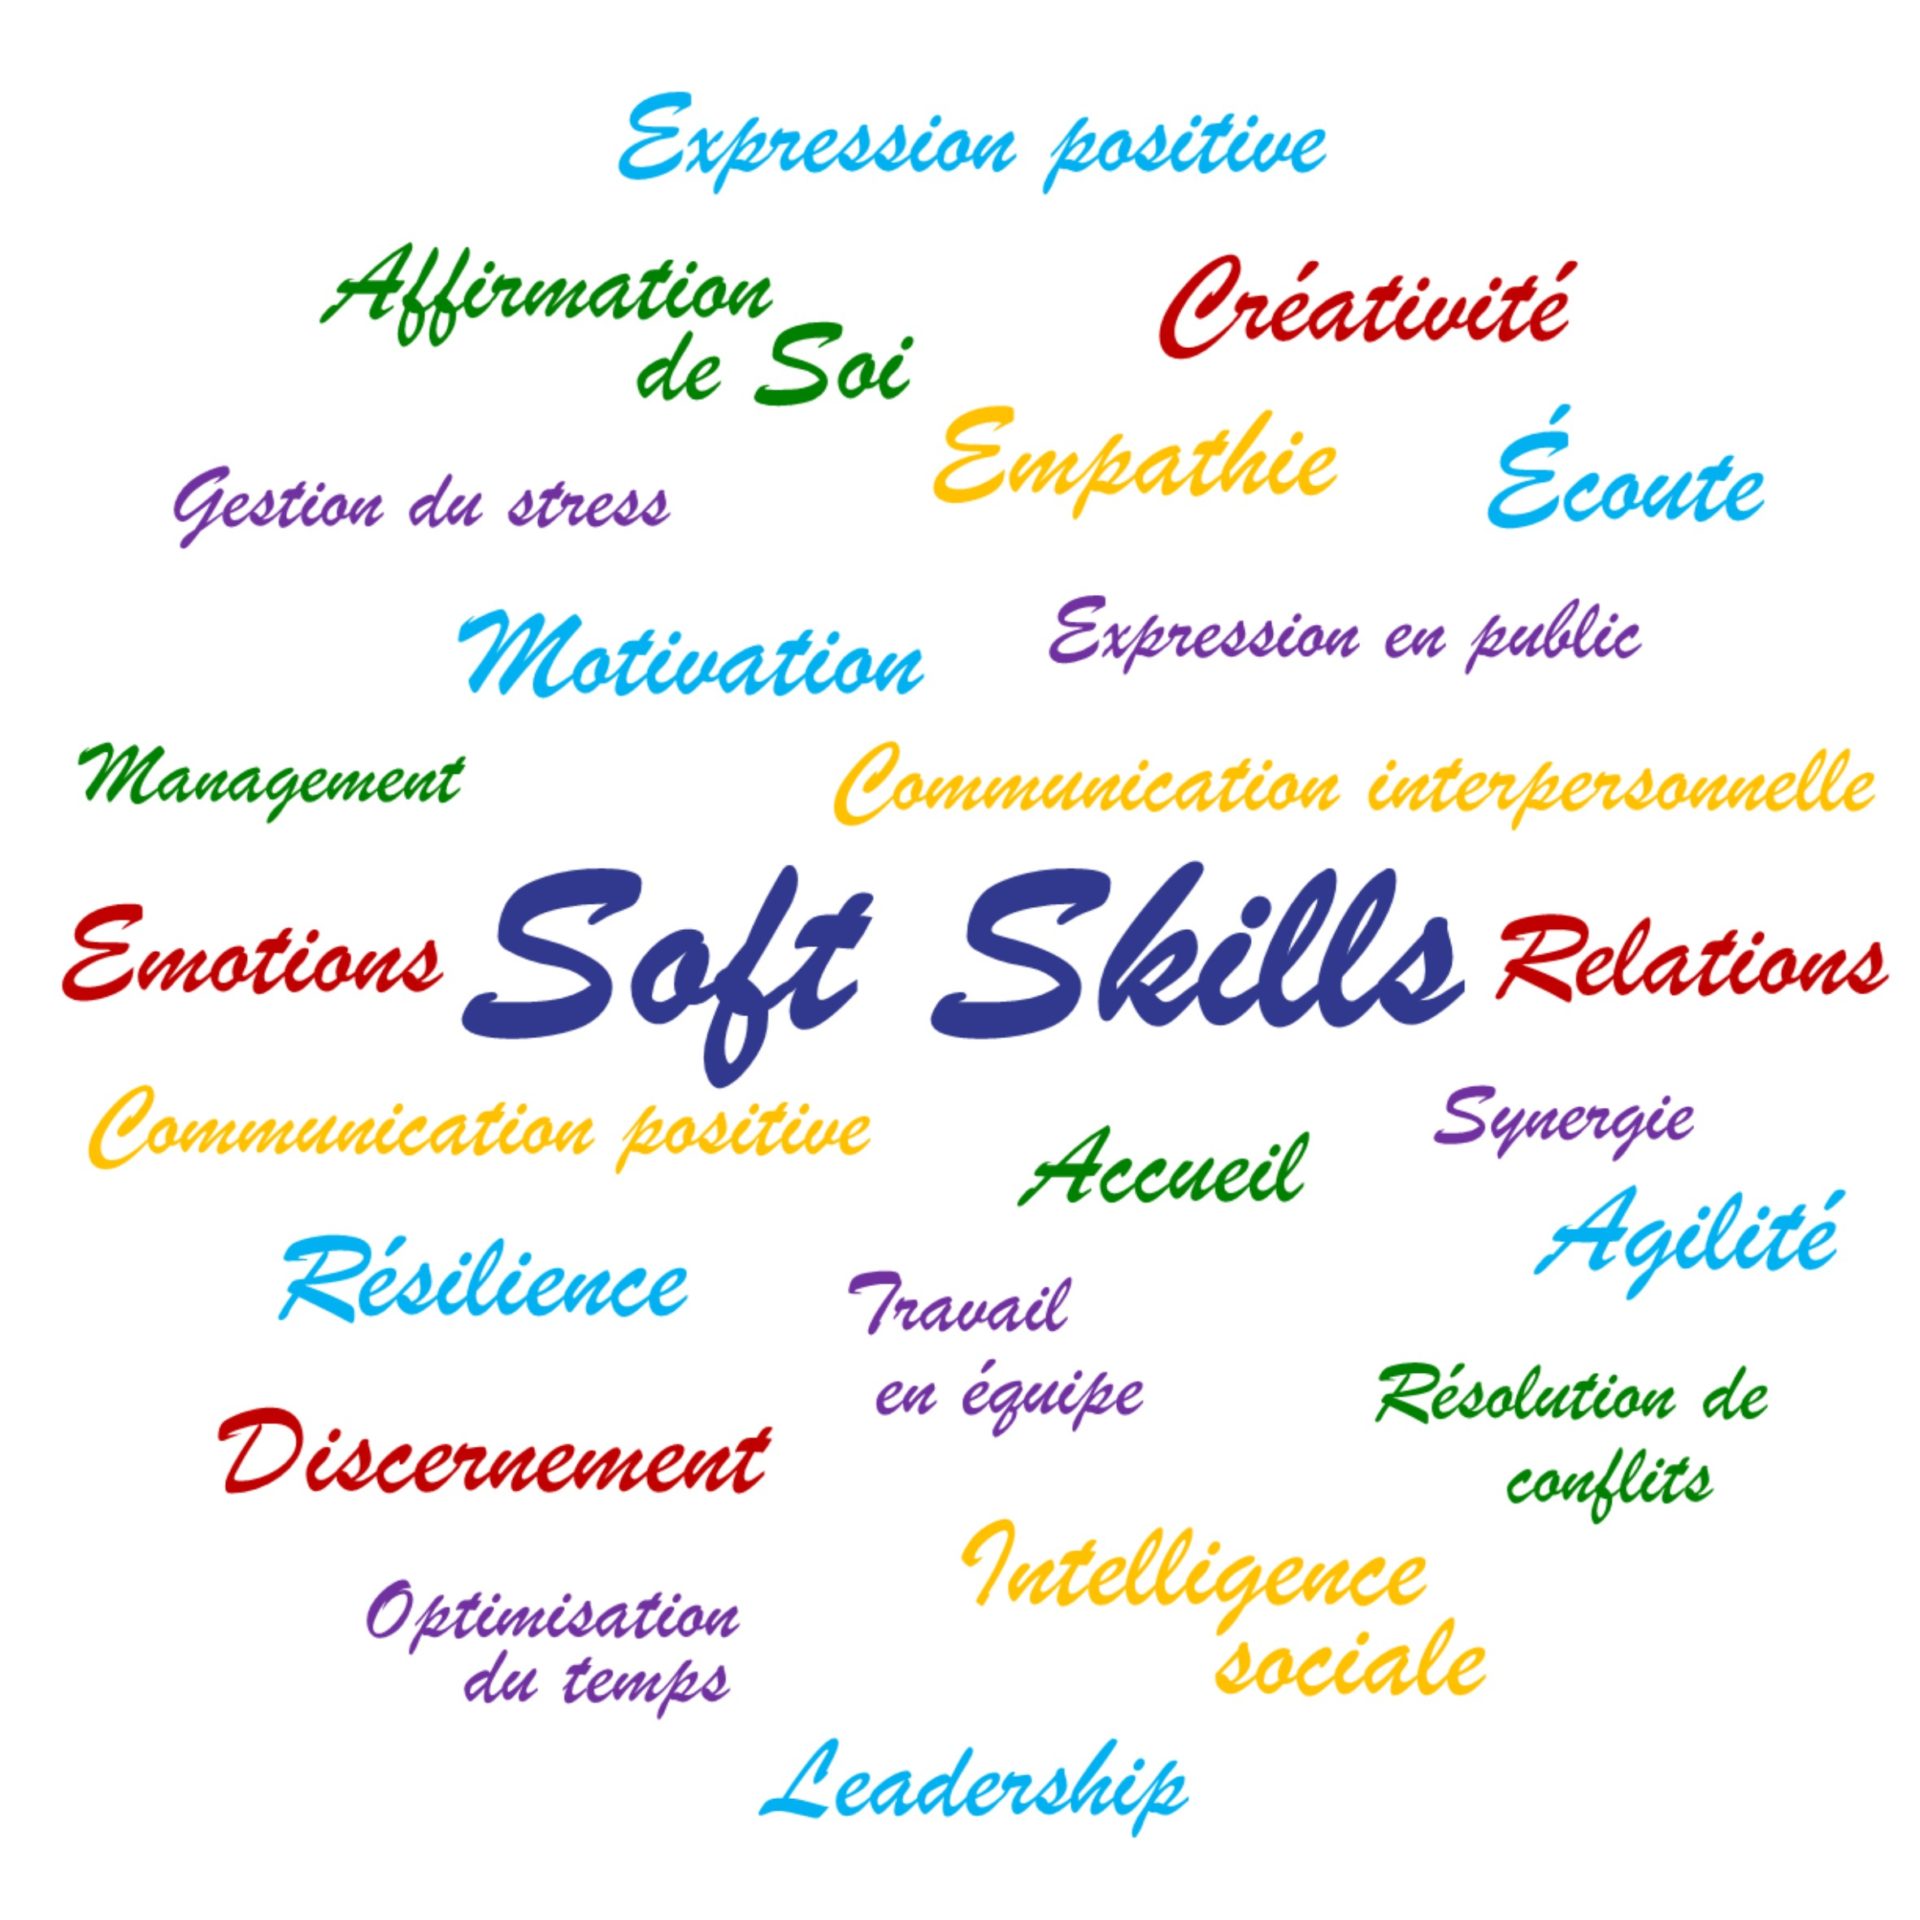 Expression positive
Affirmation
de Soi
Créativité
Empathie
Écoute
Gestion du stress
Motivation
Expression en public
Management
Communication interpersonnelle
Emotions
Soft Skills
Relations
Communication positive
Accueil
Synergie
Agilité
Résilience
Travail
en équipe
Résolution de
conflits
Discernement
Intelligence
sociale
Optimisation
du temps
Leadership